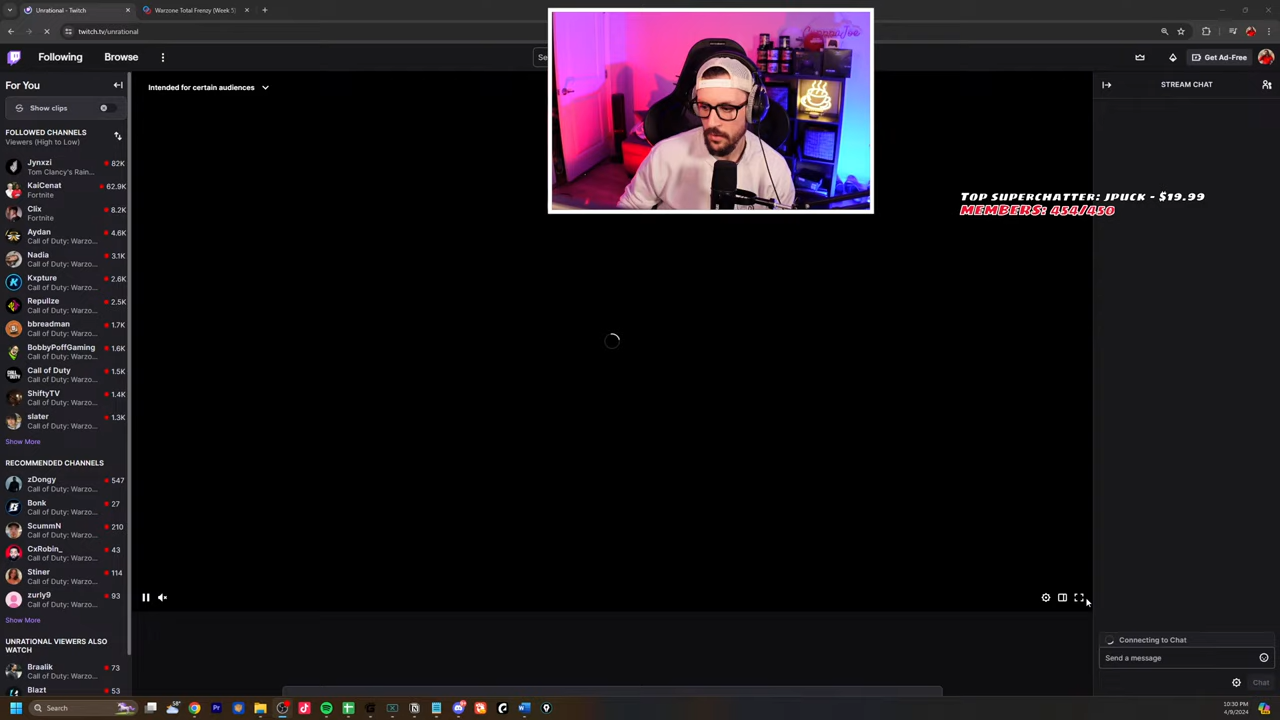 Unrational - Twitch
Warzone Total Frenzy (Week 5)
twitch.tv/unrational
Following
Browse
Se
Get Ad-Free
For You
Show clips
FOLLOWED CHANNELS
Viewers (High to Low)
Jynxzi 82K
Tom Clancy's Rain...
KaiCenat 62.9K
Fortnite
Clix 8.2K
Fortnite
Aydan 4.6K
Call of Duty: Warzo...
Nadia 3.1K
Call of Duty: Warzo...
Kxpture 2.6K
Call of Duty: Warzo...
Repullze 2.5K
Call of Duty: Warzo...
bbreadman 1.7K
Call of Duty: Warzo...
BobbyPoffGaming 1.6K
Call of Duty: Warzo...
Call of Duty 1.5K
Call of Duty: Warzo...
ShiftyTV 1.4K
Call of Duty: Warzo...
slater 1.3K
Call of Duty: Warzo...
Show More
RECOMMENDED CHANNELS
zDongy 547
Call of Duty: Warzo...
Bonk 27
Call of Duty: Warzo...
ScummN 210
Call of Duty: Warzo...
CxRobin_ 43
Call of Duty: Warzo...
Stiner 114
Call of Duty: Warzo...
zurly9 93
Call of Duty: Warzo...
Show More
UNRATIONAL VIEWERS ALSO
WATCH
Braalik 73
Call of Duty: Warzo...
Blazt 53
Intended for certain audiences
STREAM CHAT
TOP SUPERCHATTER: JPUCK - $19.99
MEMBERS: 454/450
Connecting to Chat
Send a message
Chat
Search
10:30 PM
4/9/2024